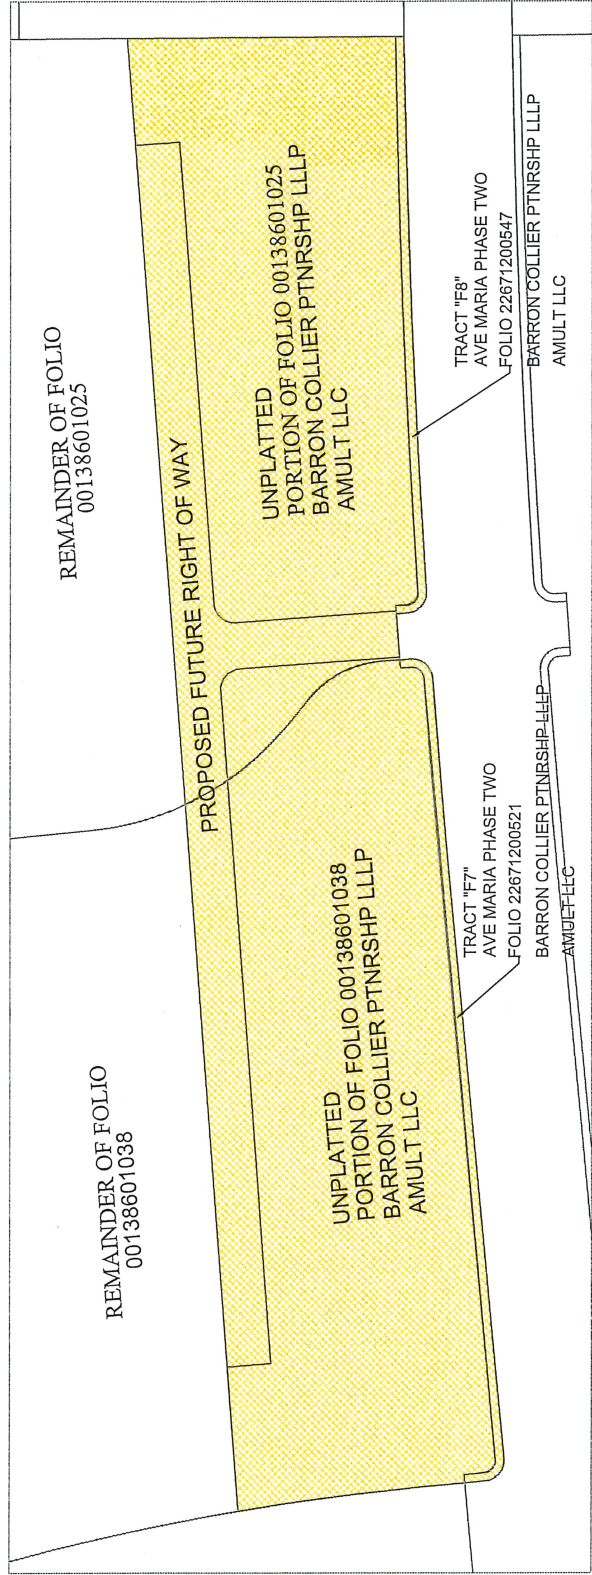 REMAINDER OF FOLIO
00138601038
REMAINDER OF FOLIO
00138601025
PROPOSED FUTURE RIGHT OF WAY
UNPLATTED
PORTION OF FOLIO 00138601038
BARRON COLLIER PTNRSHP LLLP
AMULT LLC
UNPLATTED
PORTION OF FOLIO 00138601025
BARRON COLLIER PTNRSHP LLLP
AMULT LLC
TRACT "F7"
AVE MARIA PHASE TWO
FOLIO 22671200521
BARRON COLLIER PTNRSHP LLLP
AMULT LLC
TRACT "F8"
AVE MARIA PHASE TWO
FOLIO 22671200547
BARRON COLLIER PTNRSHP LLLP
AMULT LLC